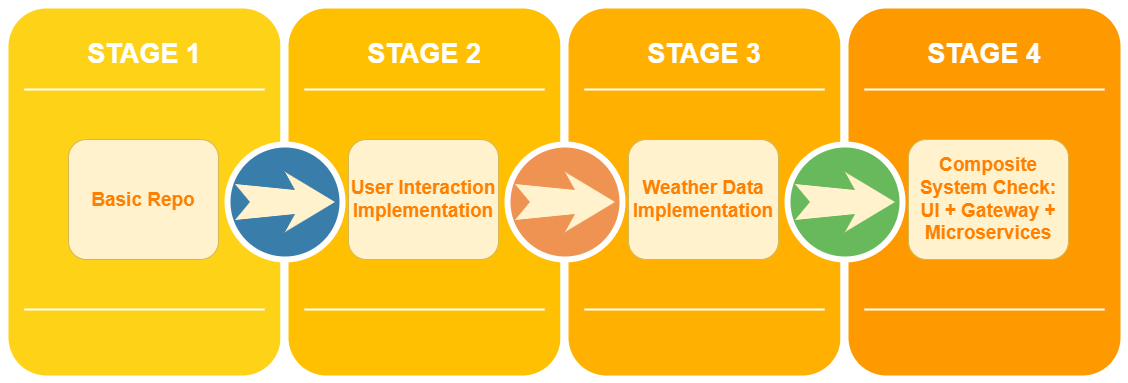 STAGE 1
Basic Repo
STAGE 2
User Interaction
Implementation
STAGE 3
Weather Data
Implementation
STAGE 4
Composite
System Check:
UI + Gateway +
Microservices